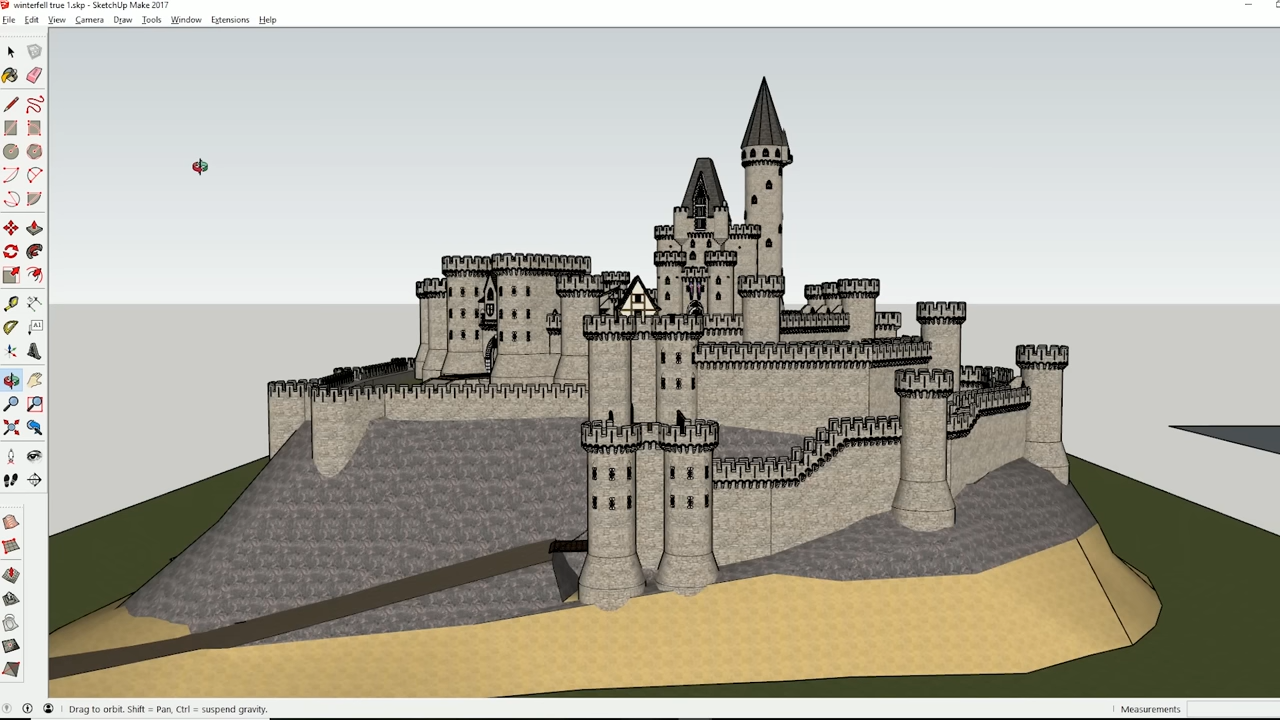 winterfell true 1.skp - SketchUp Make 2017
File Edit View Camera Draw Tools Window Extensions Help
A1
Drag to orbit. Shift = Pan, Ctrl = suspend gravity.
Measurements